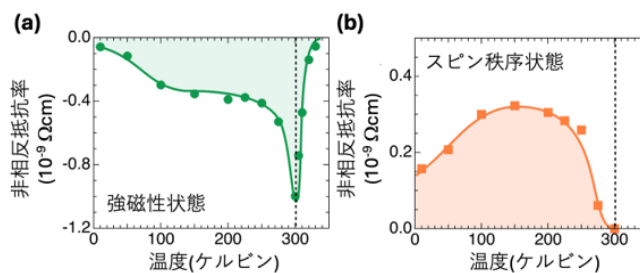 (a)
0.0
-0.4
-0.8
-1.2
非相反抵抗率
(10-9 Ωcm)
強磁性状態
0
100
200
300
温度(ケルビン)
(b)
0.4
0.2
0.0
非相反抵抗率
(10-9 Ωcm)
スピン秩序状態
0
100
200
300
温度(ケルビン)